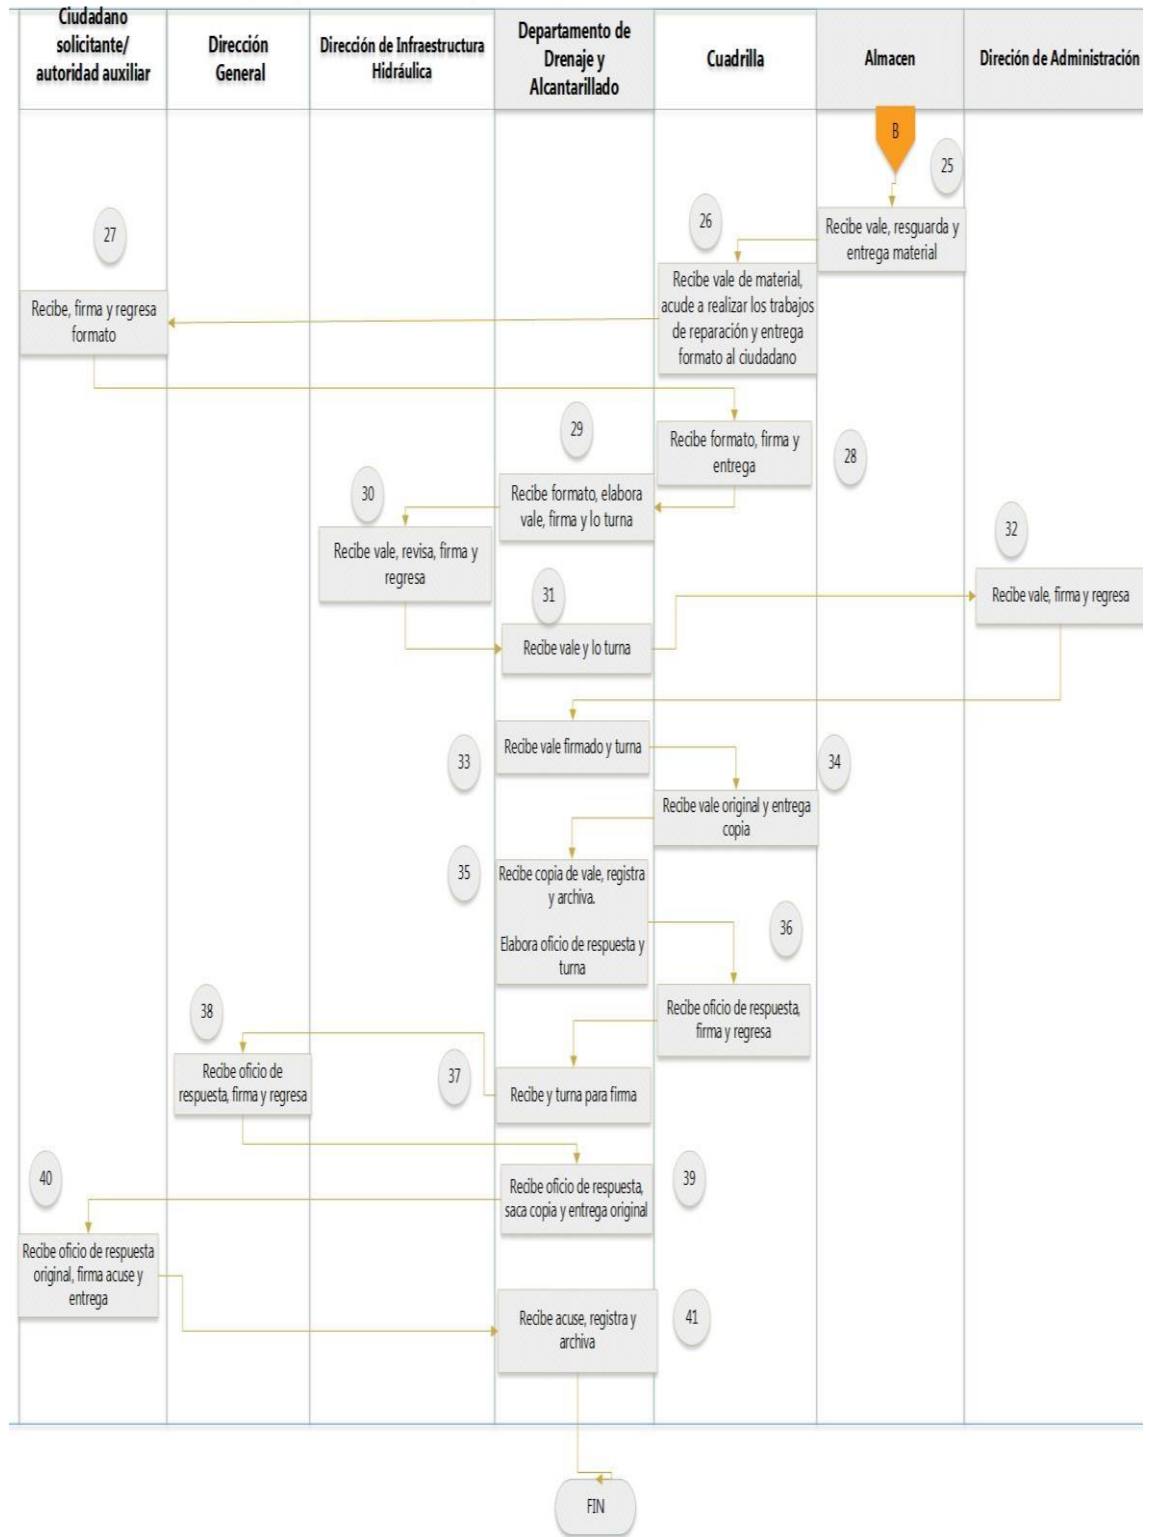 Ciudadano
solicitante/
autoridad auxiliar
Dirección
General
Dirección de Infraestructura
Hidráulica
Departamento de
Drenaje y
Alcantarillado
Cuadrilla
Almacen
Direción de Administración
B
25
Recibe vale, resguarda y
entrega material
26
Recibe vale de material,
acude a realizar los trabajos
de reparación y entrega
formato al ciudadano
27
Recibe, firma y regresa
formato
28
Recibe formato, firma y
entrega
29
Recibe formato, elabora
vale, firma y lo turna
30
Recibe vale, revisa, firma y
regresa
31
Recibe vale y lo turna
32
Recibe vale, firma y regresa
33
Recibe vale firmado y turna
34
Recibe vale original y entrega
copia
35
Recibe copia de vale, registra
y archiva.
Elabora oficio de respuesta y
turna
36
Recibe oficio de respuesta,
firma y regresa
37
Recibe y turna para firma
38
Recibe oficio de
respuesta, firma y regresa
39
Recibe oficio de respuesta,
saca copia y entrega original
40
Recibe oficio de respuesta
original, firma acuse y
entrega
41
Recibe acuse, registra y
archiva
FIN